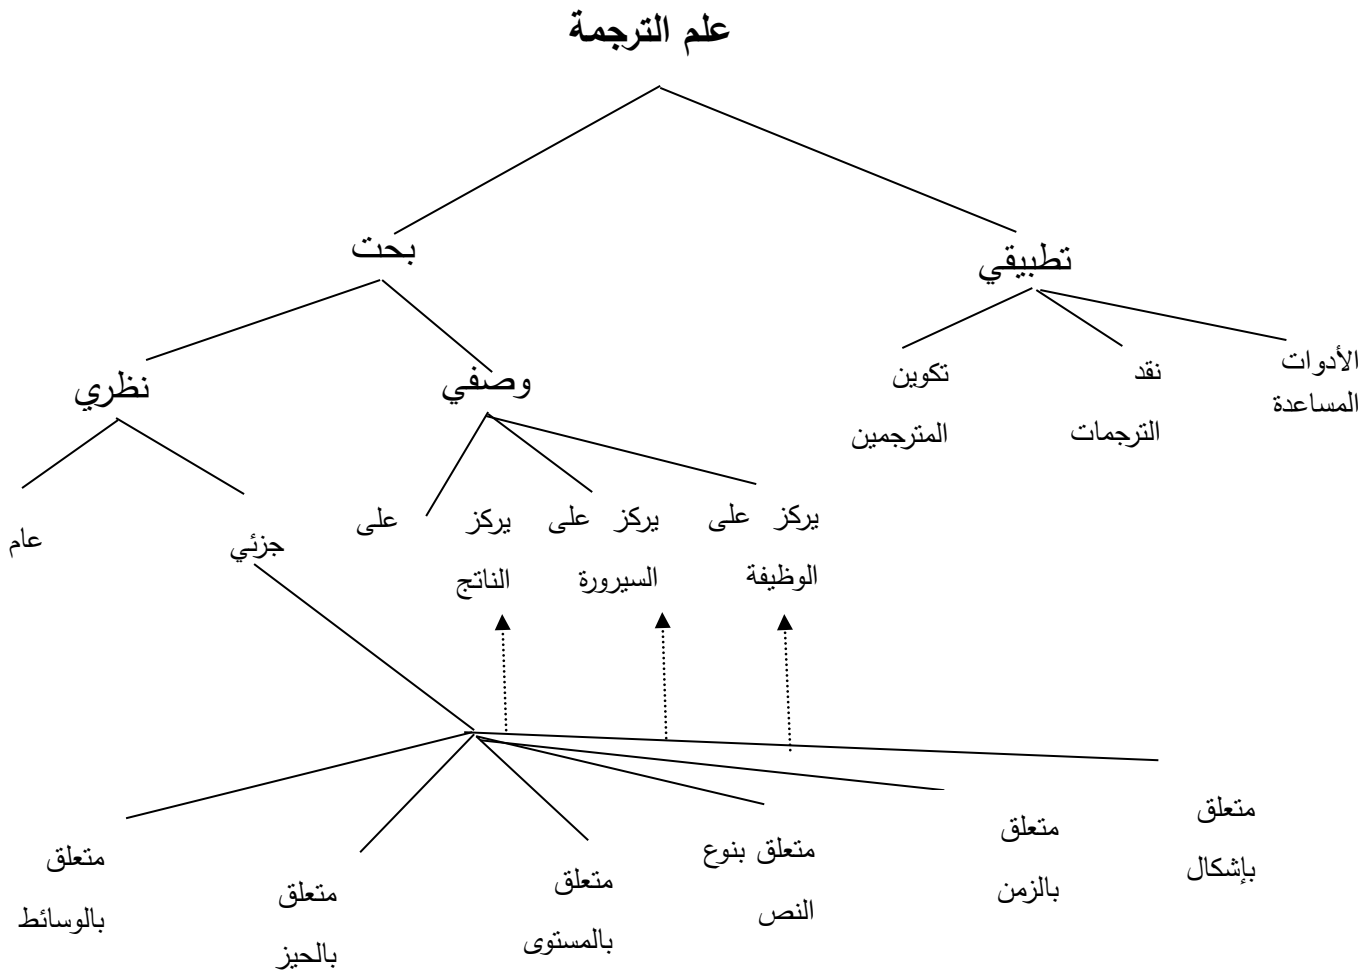 علم الترجمة
بحت
تطبيقي
نظري
وصفي
تكوين
المترجمين
نقد
الترجمات
الأدوات
المساعدة
عام
جزئي
يركز على
الناتج
يركز على
السيرورة
يركز على
الوظيفة
متعلق
بإشكال
متعلق
بالزمن
متعلق بنوع
النص
متعلق
بالمستوى
متعلق
بالحيز
متعلق
بالوسائط